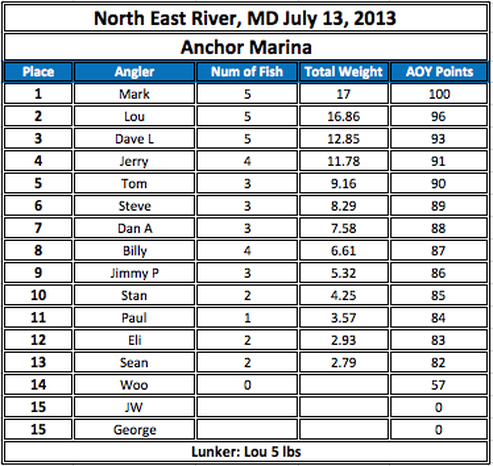 North East River, MD July 13, 2013
Anchor Marina
Place Angler Num of Fish Total Weight AOY Points
1 Mark 5 17 100
2 Lou 5 16.86 96
3 Dave L 5 12.85 93
4 Jerry 4 11.78 91
5 Tom 3 9.16 90
6 Steve 3 8.29 89
7 Dan A 3 7.58 88
8 Billy 4 6.61 87
9 Jimmy P 3 5.32 86
10 Stan 2 4.25 85
11 Paul 1 3.57 84
12 Eli 2 2.93 83
13 Sean 2 2.79 82
14 Woo 0 57
15 JW 0
15 George 0
Lunker: Lou 5 lbs